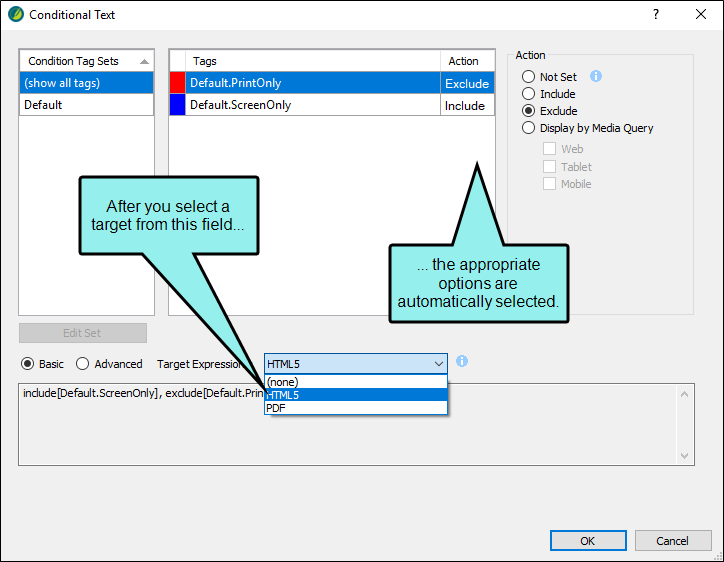 Conditional Text
?
Condition Tag Sets
(show all tags)
Default
Tags
Action
Default.PrintOnly
Exclude
Default.ScreenOnly
Include
Action
Not Set
Include
Exclude
Display by Media Query
Web
Tablet
Mobile
After you select a
target from this field...
... the appropriate
options are
automatically selected.
Edit Set
Basic
Advanced
Target Expression
HTML5
(none)
HTML5
PDF
include[Default.ScreenOnly], exclude[Default.Prin
OK
Cancel